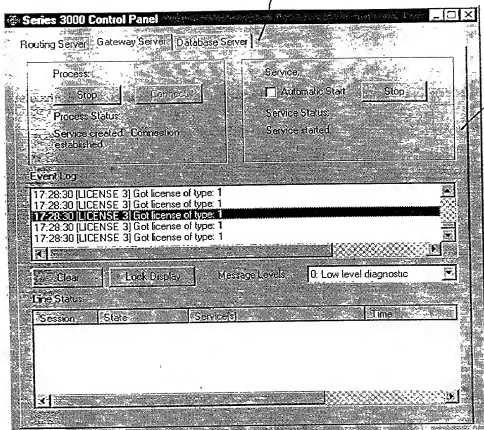 Series 3000 Control Panel
Routing Server Gateway Server Database Server
Process:
Stop Connect
Process Status:
Service created. Connection
established.
Service:
Automatic Start Stop
Service Status:
Service started.
Event Log:
17:28:30 [LICENSE 3] Got license of type: 1
17:28:30 [LICENSE 3] Got license of type: 1
17:28:30 [LICENSE 3] Got license of type: 1
17:28:30 [LICENSE 3] Got license of type: 1
17:28:30 [LICENSE 3] Got license of type: 1
Clear Lock Display Message Levels: 0: Low level diagnostic
Line Status:
Session State Service(s) Time